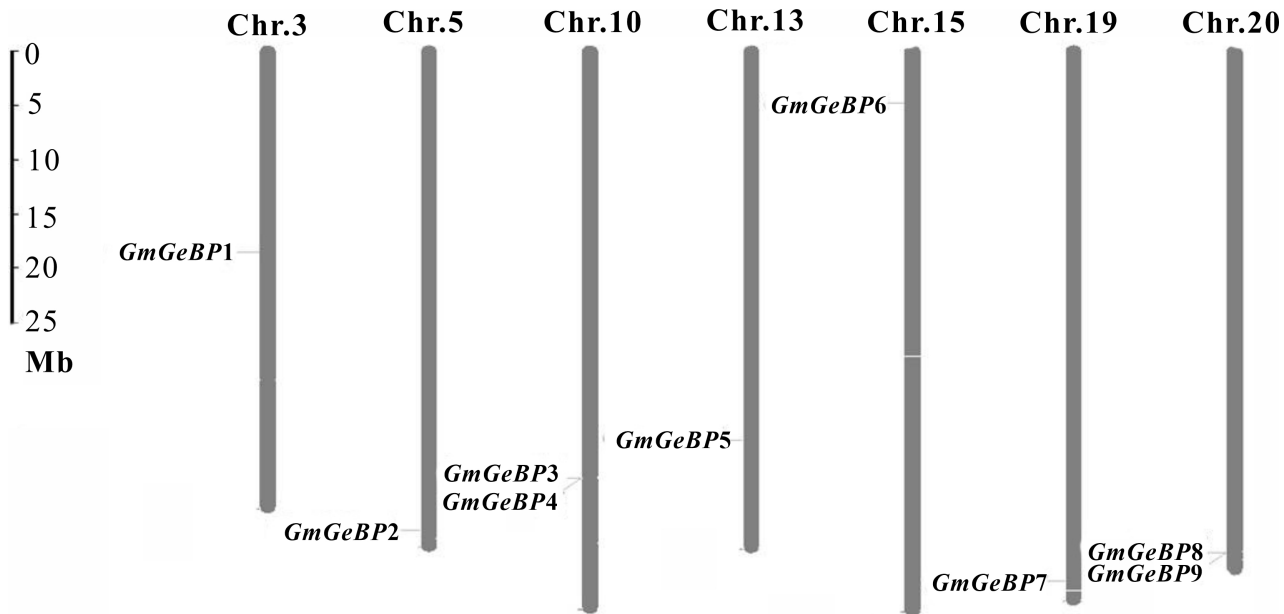 Chr.3 Chr.5 Chr.10 Chr.13 Chr.15 Chr.19 Chr.20
0
5
10
15
20
25
Mb
GmGeBP1
GmGeBP2
GmGeBP3
GmGeBP4
GmGeBP5
GmGeBP6
GmGeBP7
GmGeBP8
GmGeBP9